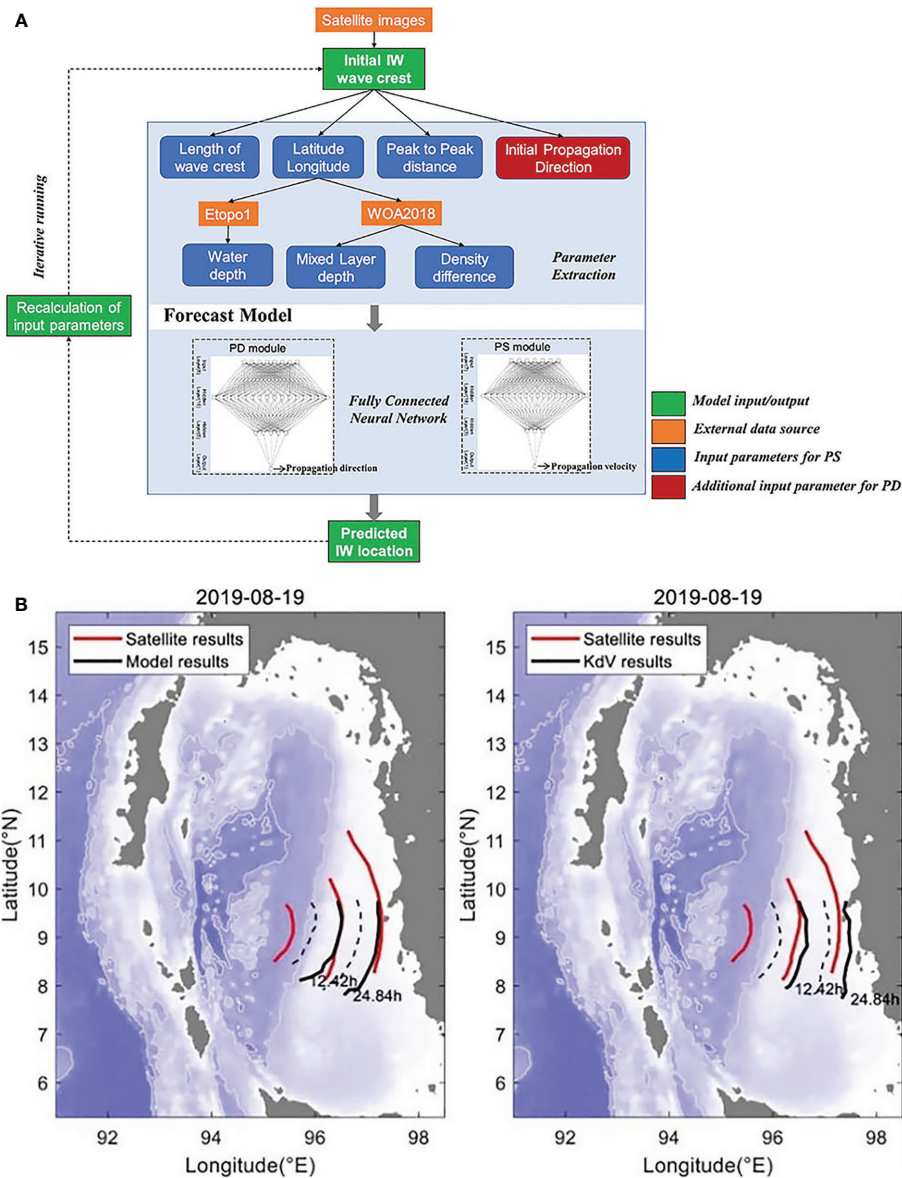 A
Satellite images
Initial IW
wave crest
Length of
wave crest
Latitude
Longitude
Peak to Peak
distance
Initial Propagation
Direction
Etopo1
WOA2018
Water
depth
Mixed Layer
depth
Density
difference
Parameter
Extraction
Iterative running
Recalculation of
input parameters
Forecast Model
PD module
Fully Connected
Neural Network
PS module
Propagation direction
Propagation velocity
Model input/output
External data source
Input parameters for PS
Additional input parameter for PD
Predicted
IW location
B
2019-08-19
Satellite results
Model results
15
14
13
12
11
10
9
8
7
6
Latitude(°N)
12.42h
24.84h
92
94
96
98
Longitude(°E)
2019-08-19
Satellite results
KdV results
15
14
13
12
11
10
9
8
7
6
Latitude(°N)
12.42h
24.84h
92
94
96
98
Longitude(°E)